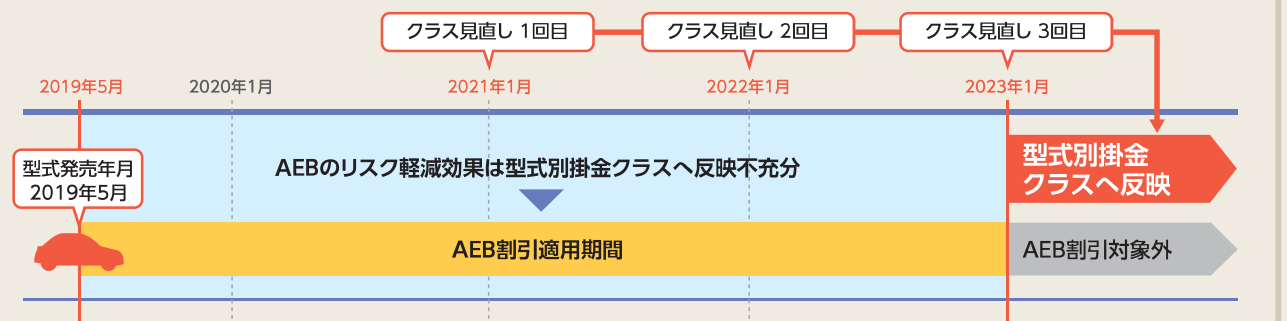 クラス見直し 1回目
クラス見直し 2回目
クラス見直し 3回目
2019年5月
2020年1月
2021年1月
2022年1月
2023年1月
型式発売年月
2019年5月
AEBのリスク軽減効果は型式別掛金クラスへ反映不充分
型式別掛金
クラスへ反映
AEB割引適用期間
AEB割引対象外